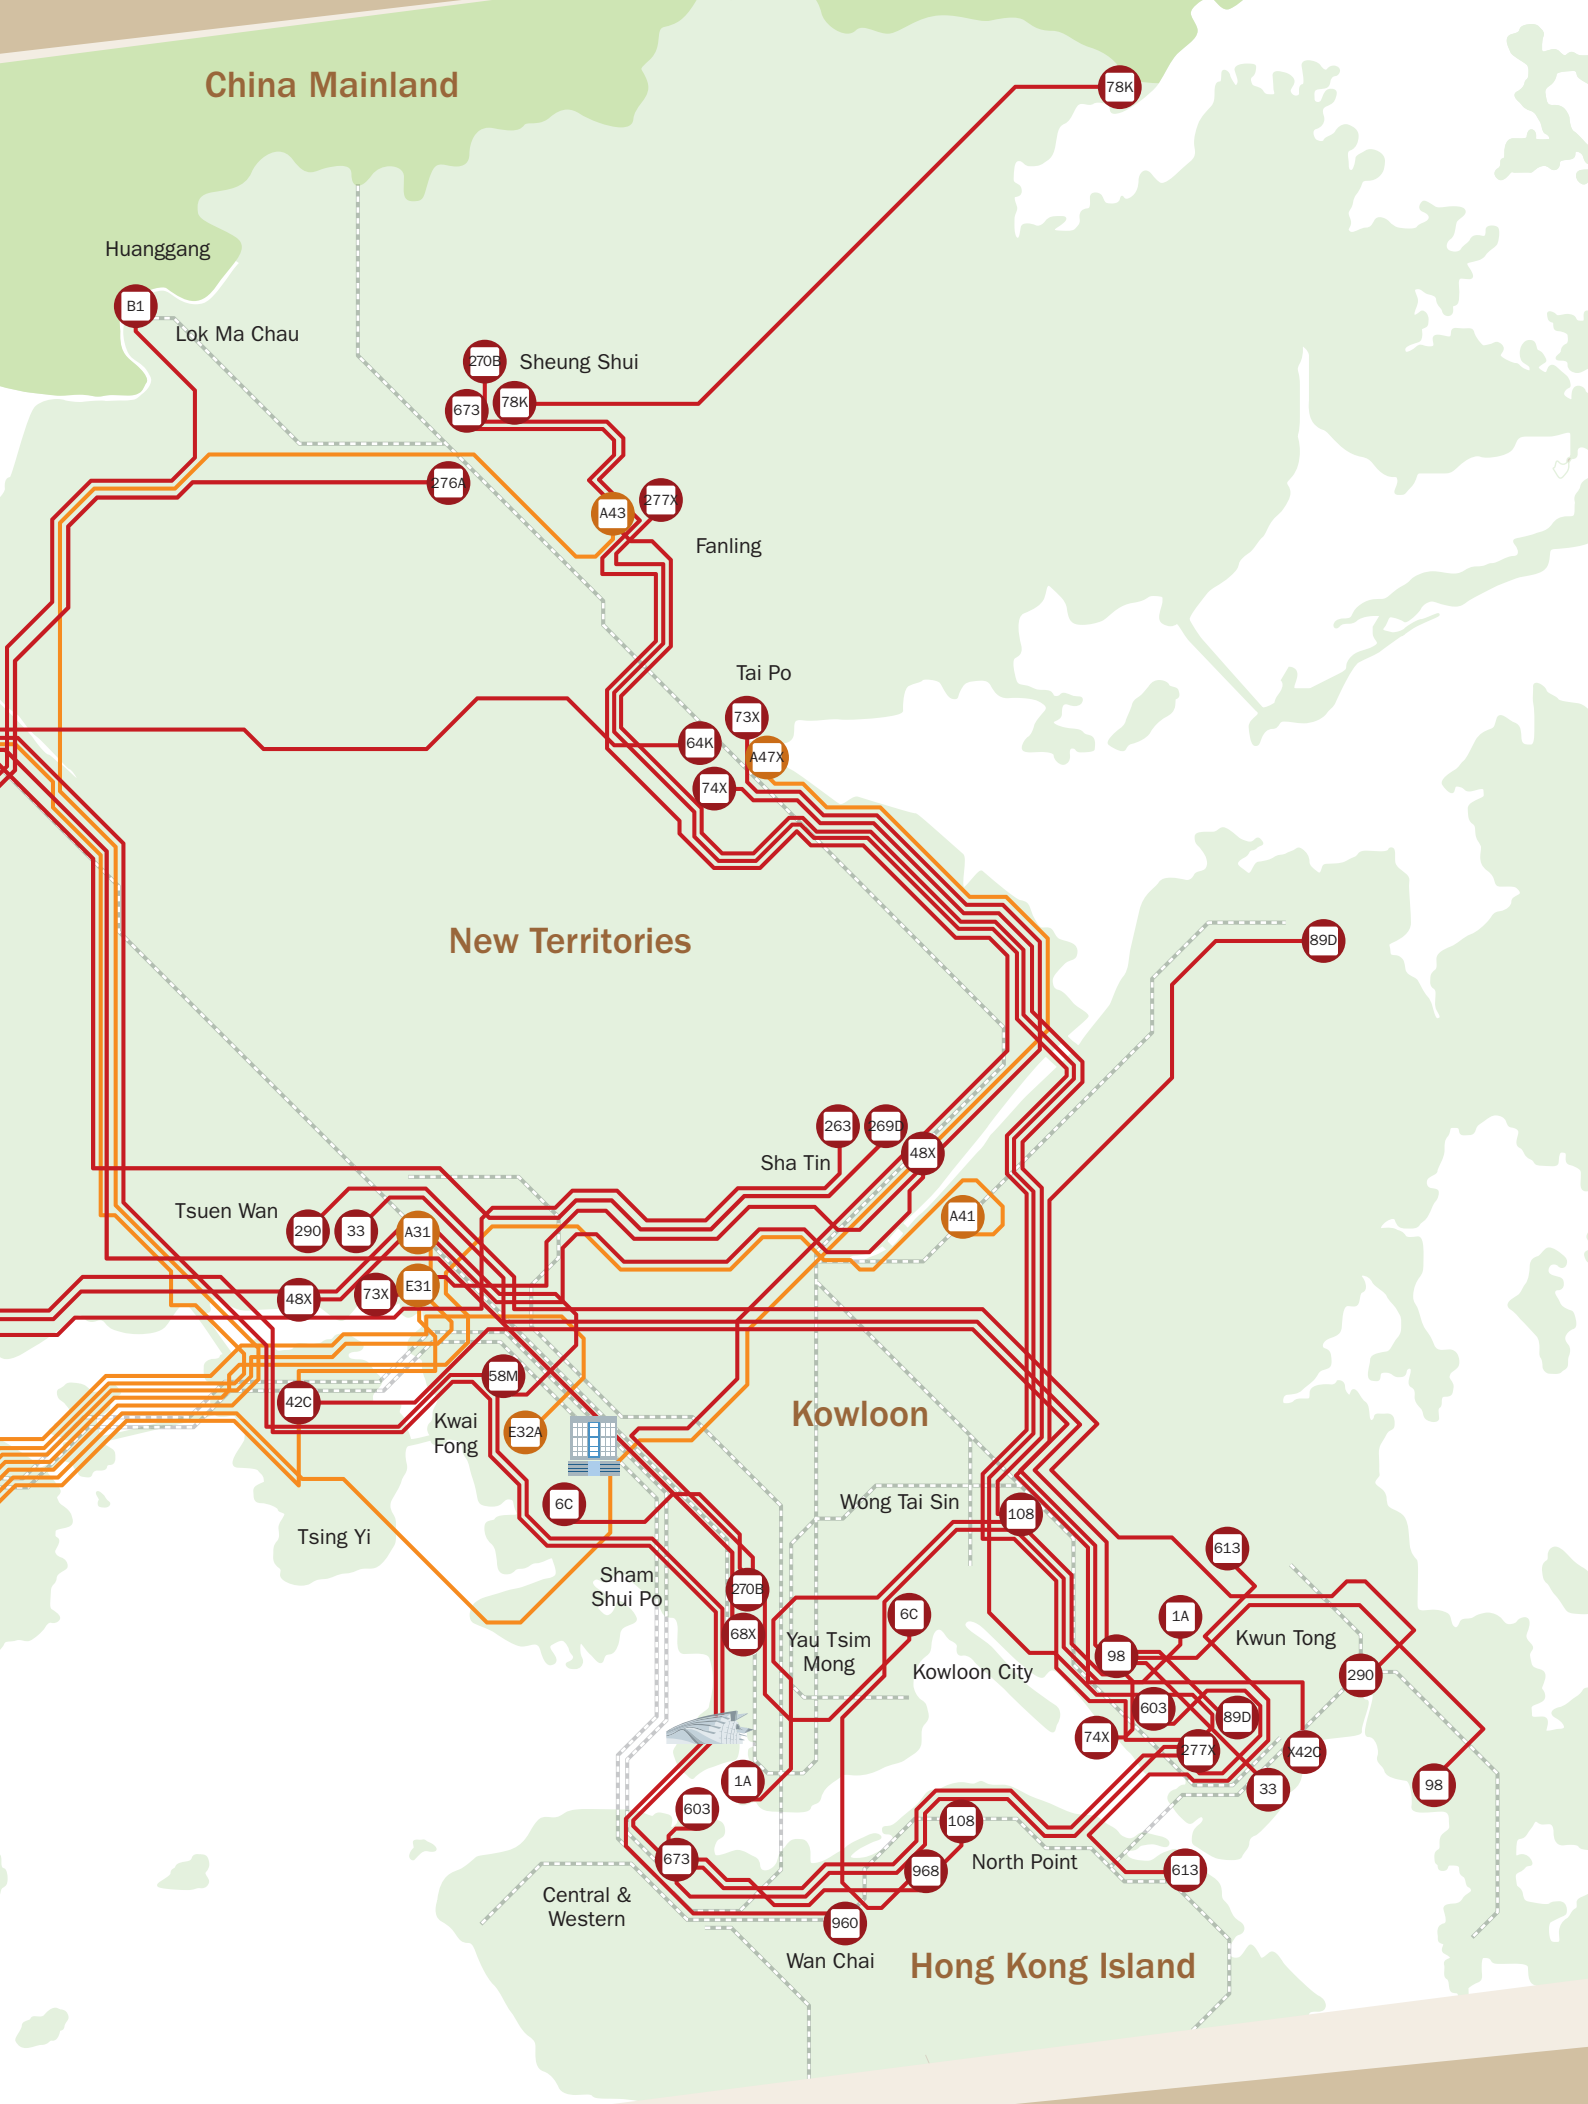 China Mainland
78K
Huanggang
B1
Lok Ma Chau
270B
Sheung Shui
673
78K
276A
A43
277X
Fanling
Tai Po
73X
64K
A47X
74X
New Territories
89D
263
269D
48X
Sha Tin
Tsuen Wan
290
33
A31
A41
48X
73X
E31
58M
42C
Kowloon
Kwai
Fong
E32A
6C
Wong Tai Sin
108
Tsing Yi
613
Sham
Shui Po
270B
68X
6C
1A
Yau Tsim
Mong
Kwun Tong
98
Kowloon City
290
603
89D
74X
277X
X42C
1A
33
98
603
108
673
968
North Point
613
Central &
Western
960
Wan Chai
Hong Kong Island